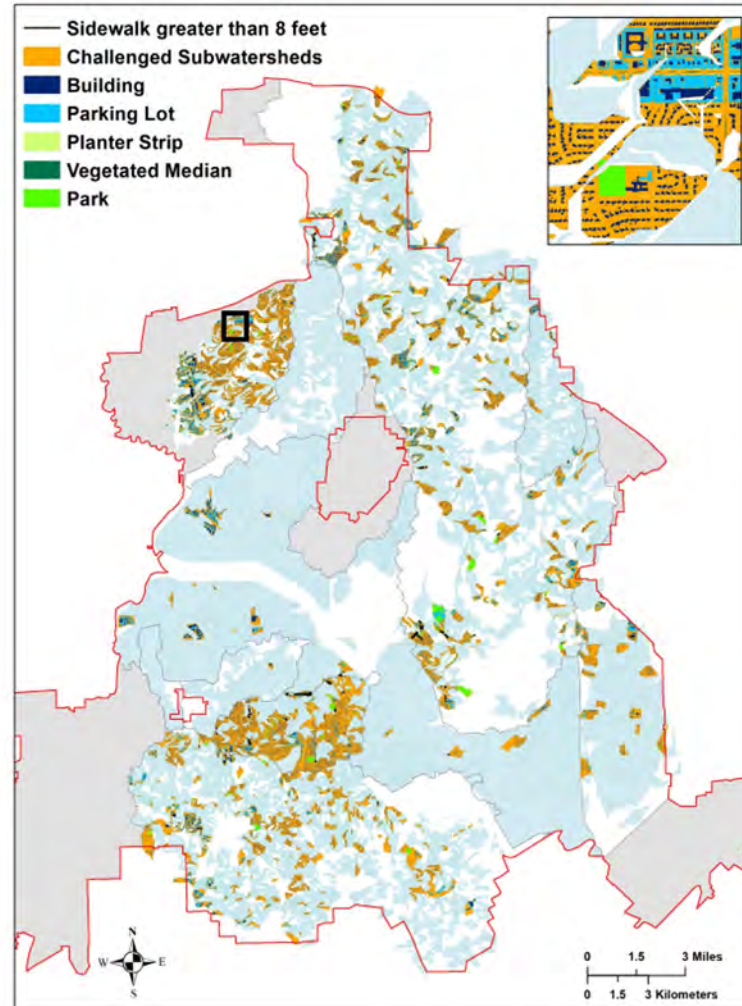 Sidewalk greater than 8 feet
Challenged Subwatersheds
Building
Parking Lot
Planter Strip
Vegetated Median
Park
N
W E
S
0 1.5 3 Miles
0 1.5 3 Kilometers